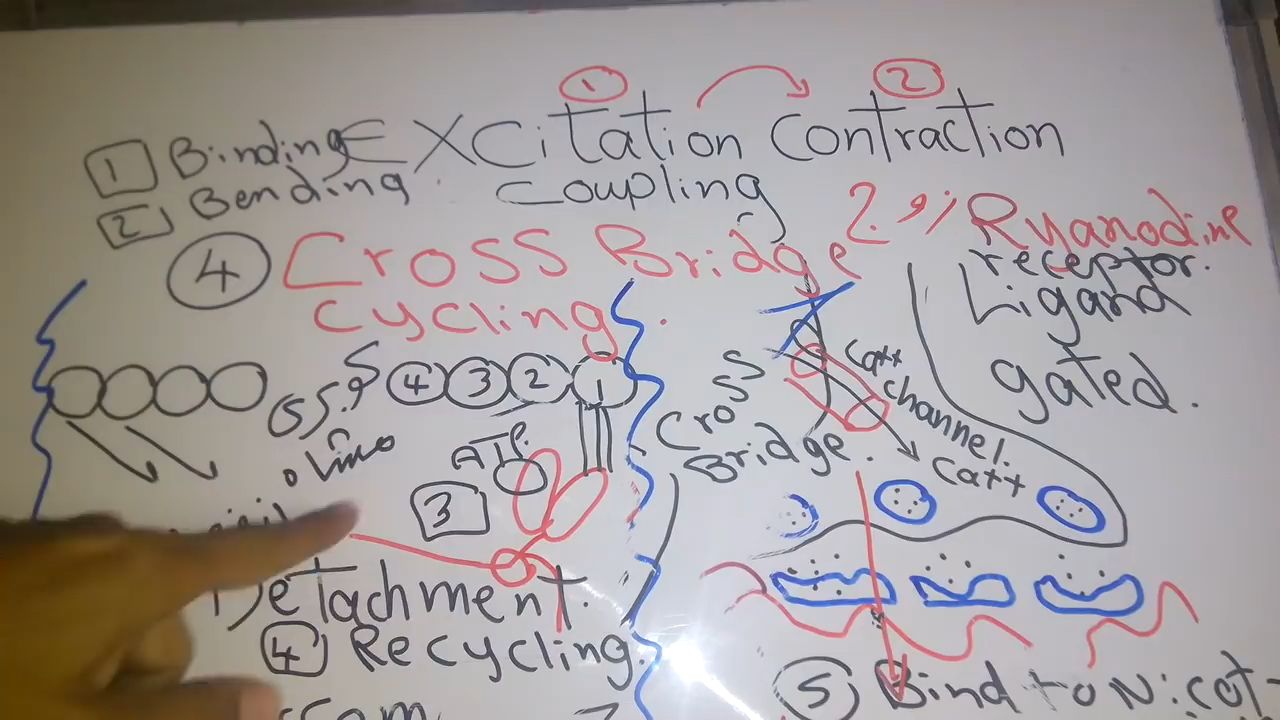 1 2
Excitation Contraction
coupling
1 Binding
2 Bending.
4 Cross Bridge
cycling.
2. Ryanodine
receptor.
Ligand
gated.
4 3 2 1
ATP.
3
Detachment.
4 Recycling.
Cross
Bridge.
Ca++
channel.
Ca++
5 Bind to Nicot-